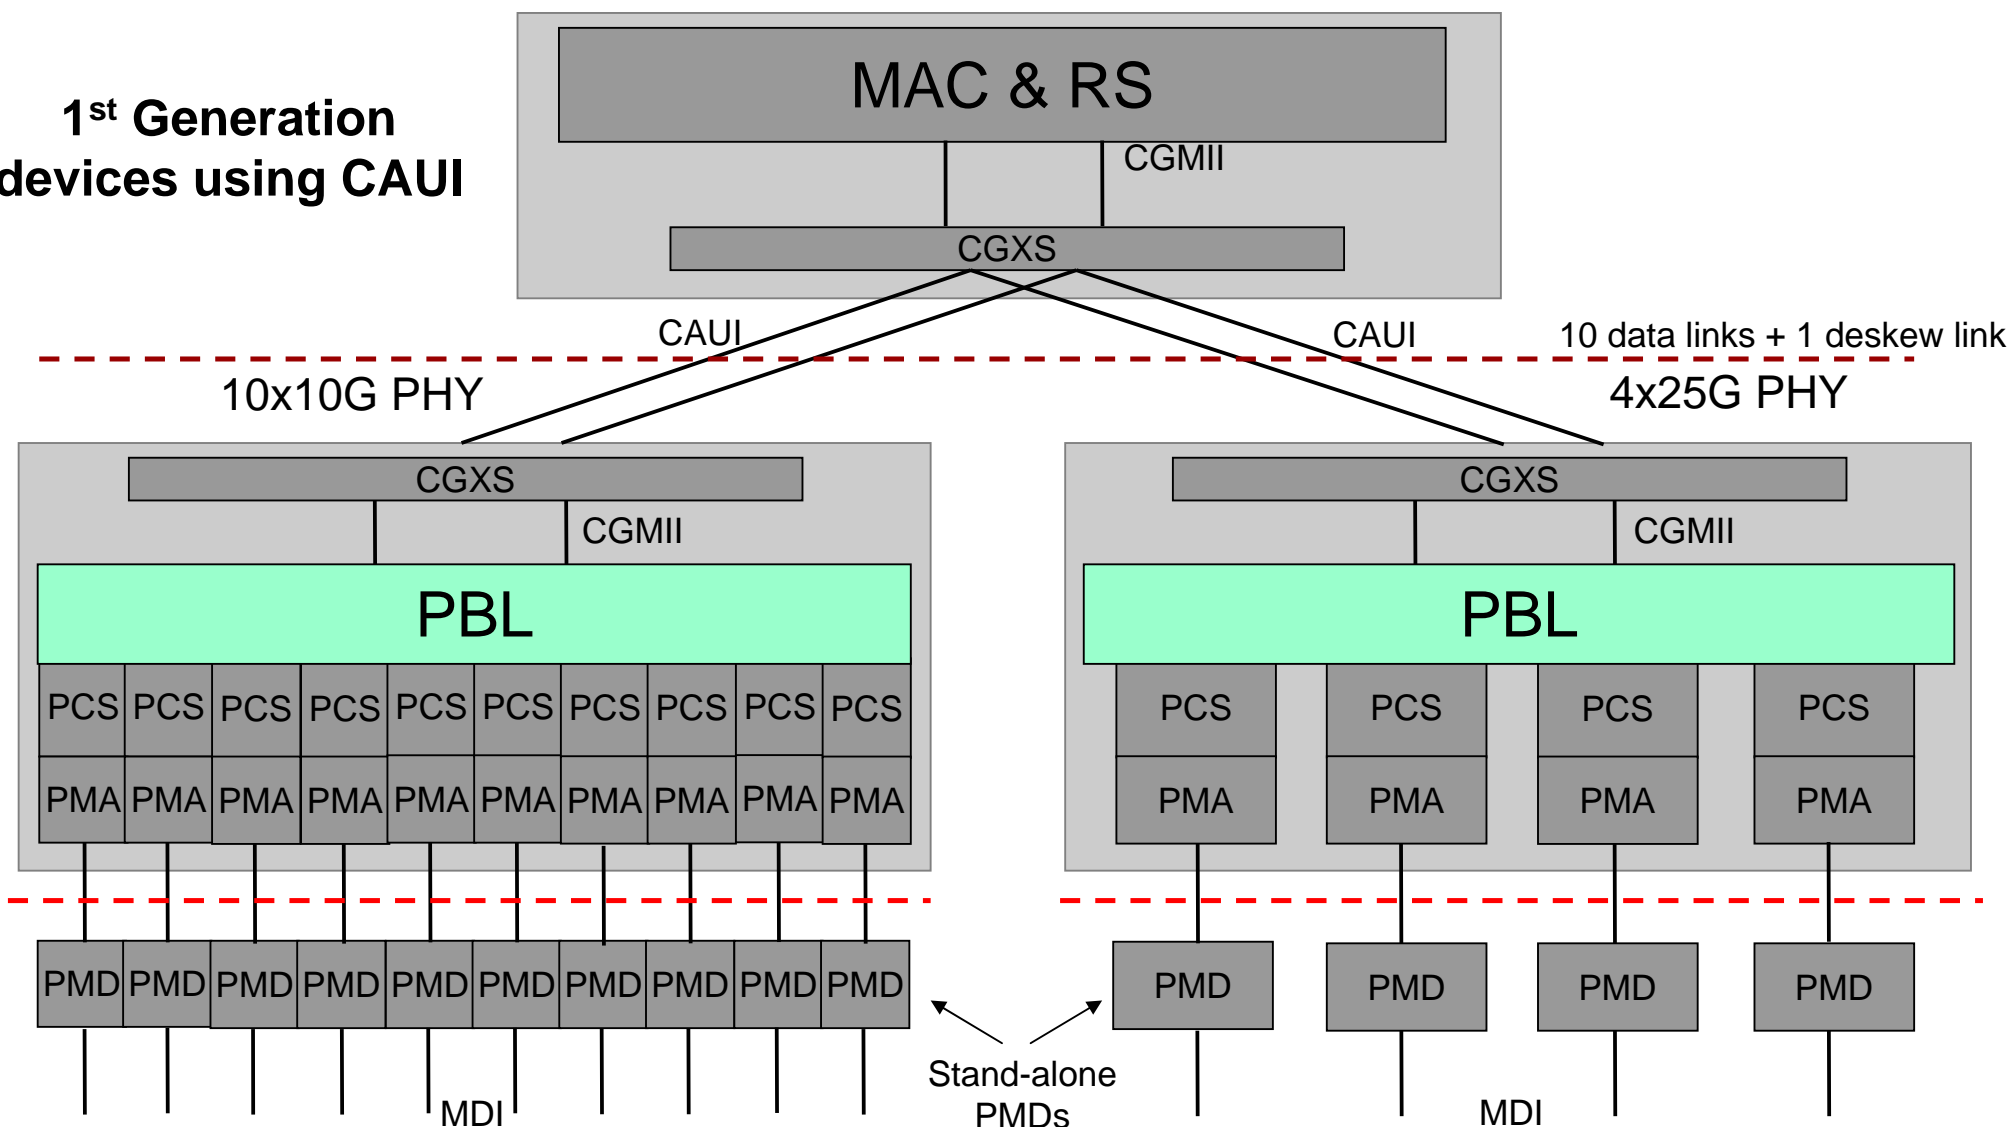 1st Generation
devices using CAUI
MAC & RS
CGMII
CGXS
CAUI
CAUI
10 data links + 1 deskew link
10x10G PHY
4x25G PHY
CGXS
CGMII
PBL
PCS PCS PCS PCS PCS PCS PCS PCS PCS PCS
PMA PMA PMA PMA PMA PMA PMA PMA PMA PMA
PMD PMD PMD PMD PMD PMD PMD PMD PMD PMD
MDI
CGXS
CGMII
PBL
PCS PCS PCS PCS
PMA PMA PMA PMA
PMD PMD PMD PMD
MDI
Stand-alone
PMDs